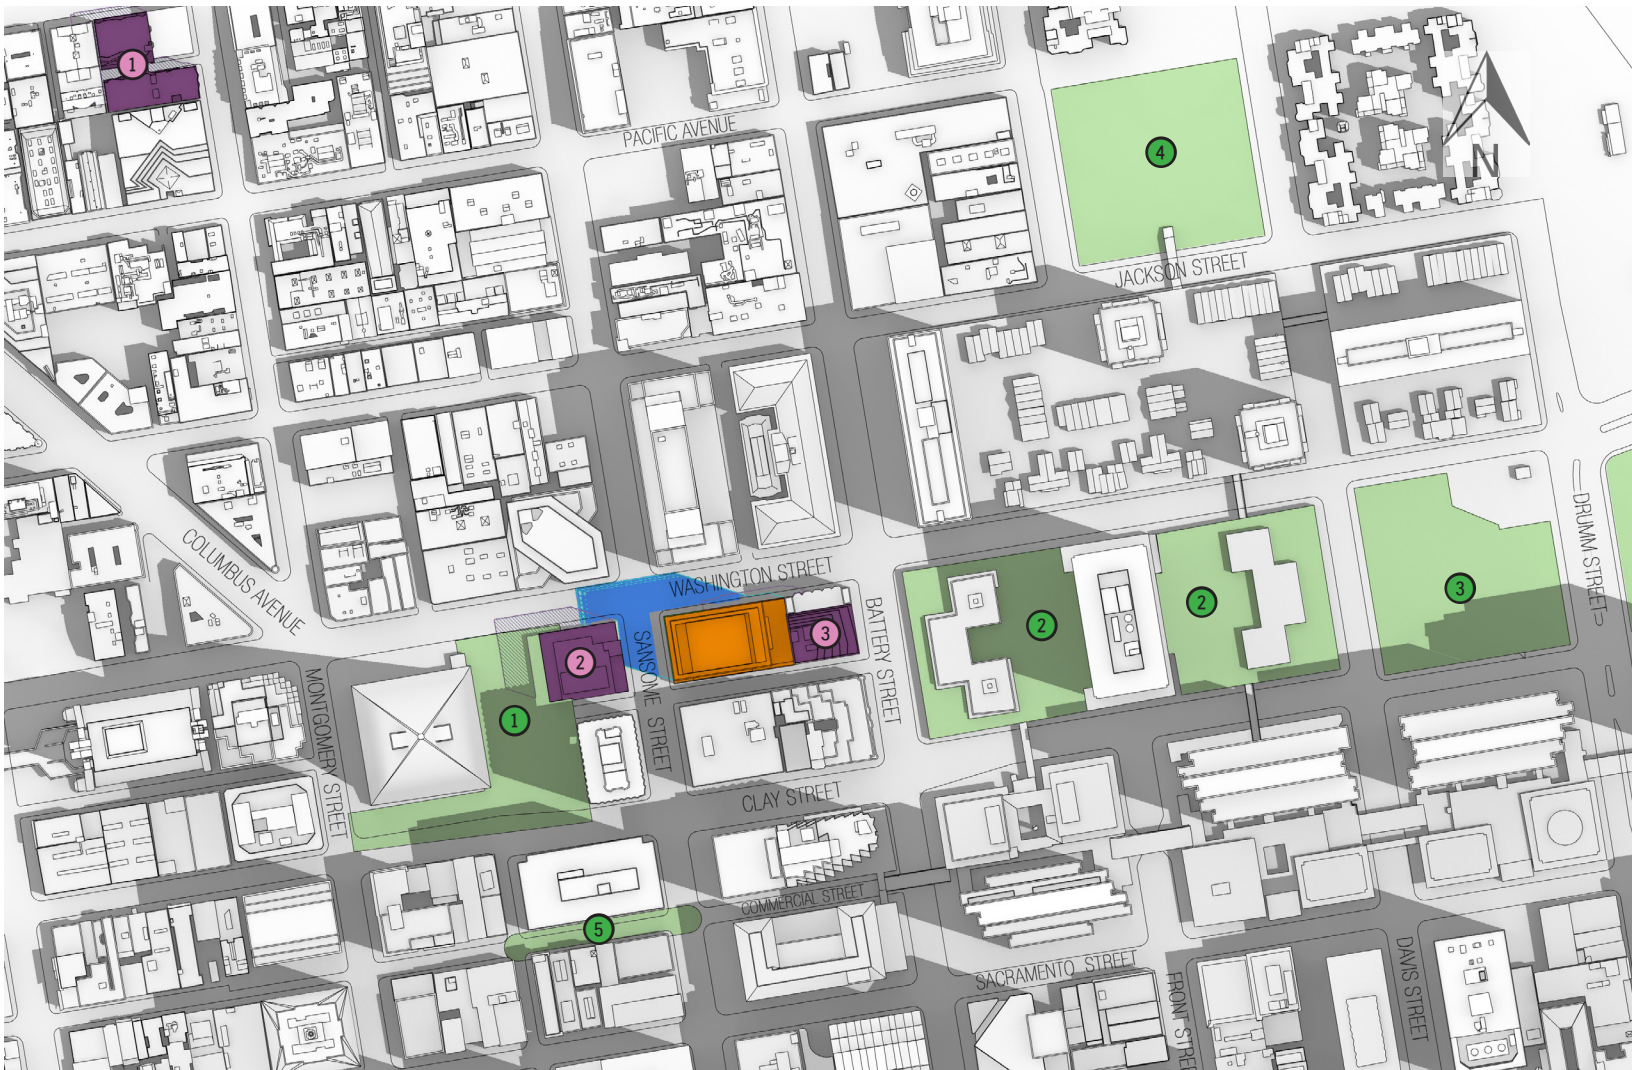 1
PACIFIC AVENUE
4
N
JACKSON STREET
COLUMBUS AVENUE
WASHINGTON STREET
DRUMM STREET
3
2
2
BATTERY STREET
3
2
SANSOME STREET
MONTGOMERY STREET
1
CLAY STREET
COMMERCIAL STREET
5
SACRAMENTO STREET
FRONT STREET
DAVIS STREET